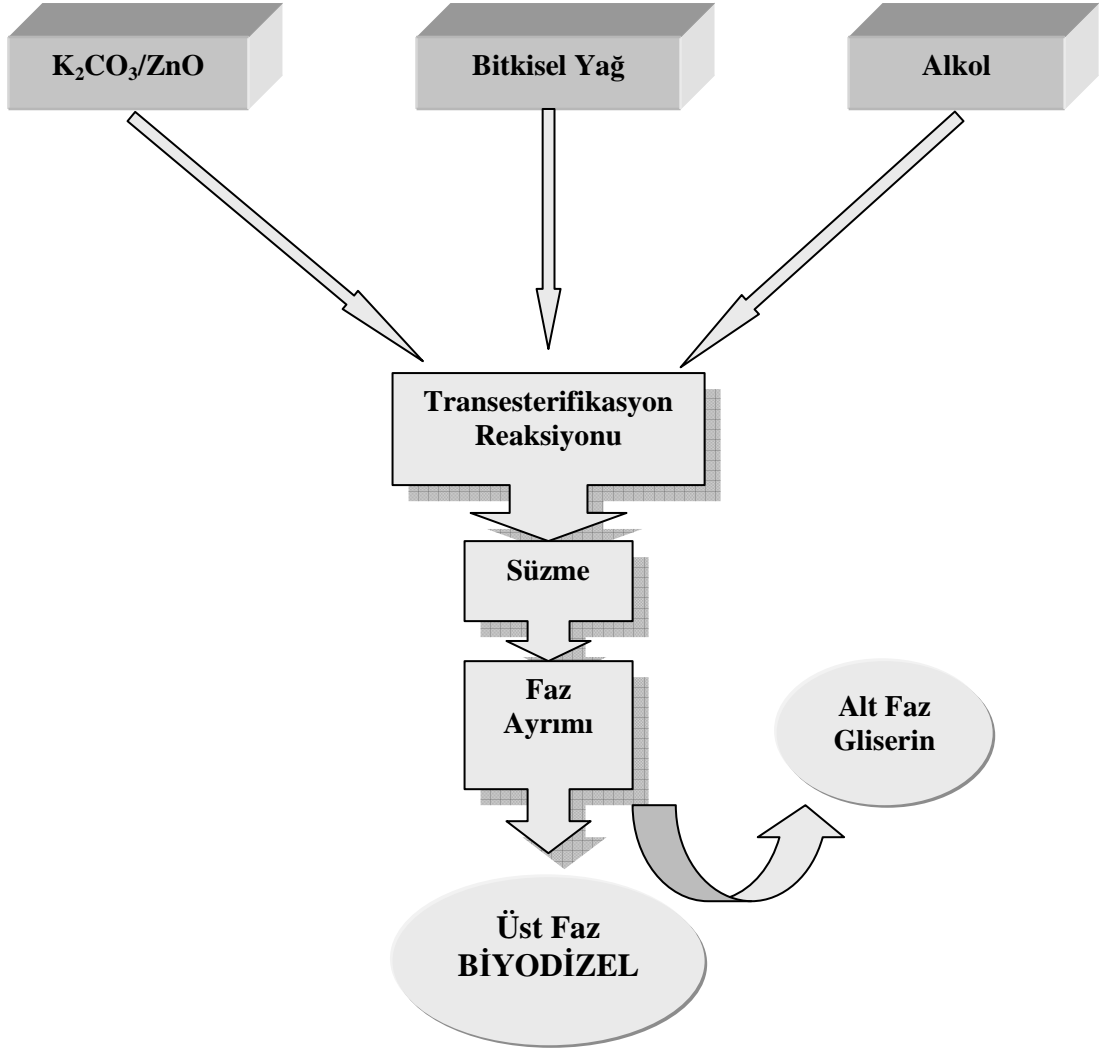 K₂CO₃/ZnO
Bitkisel Yağ
Alkol
Transesterifikasyon
Reaksiyonu
Süzme
Faz
Ayrımı
Alt Faz
Gliserin
Üst Faz
BİYODİZEL